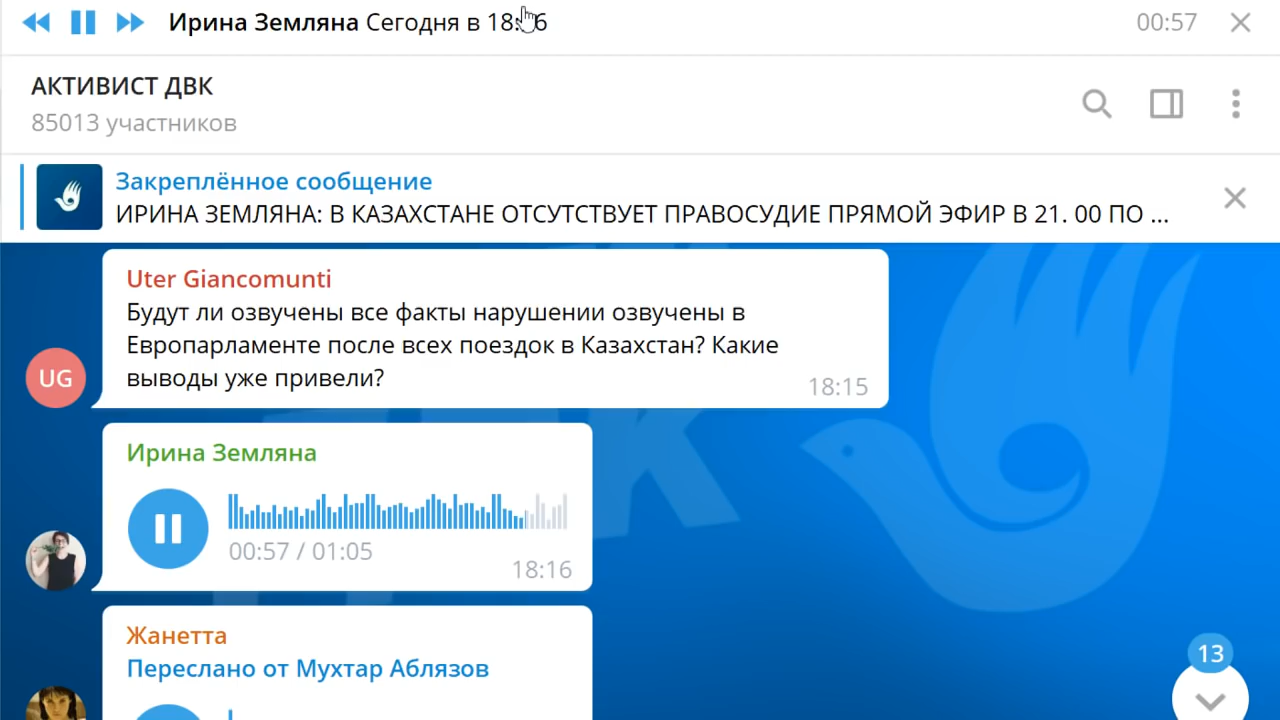 Ирина Земляна Сегодня в 18:16
00:57
АКТИВИСТ ДВК
85013 участников
Закреплённое сообщение
ИРИНА ЗЕМЛЯНА: В КАЗАХСТАНЕ ОТСУТСТВУЕТ ПРАВОСУДИЕ ПРЯМОЙ ЭФИР В 21. 00 ПО ...
Uter Giancomunti
Будут ли озвучены все факты нарушении озвучены в
Европарламенте после всех поездок в Казахстан? Какие
выводы уже привели?
18:15
UG
Ирина Земляна
00:57 / 01:05
18:16
Жанетта
Переслано от Мухтар Аблязов
13